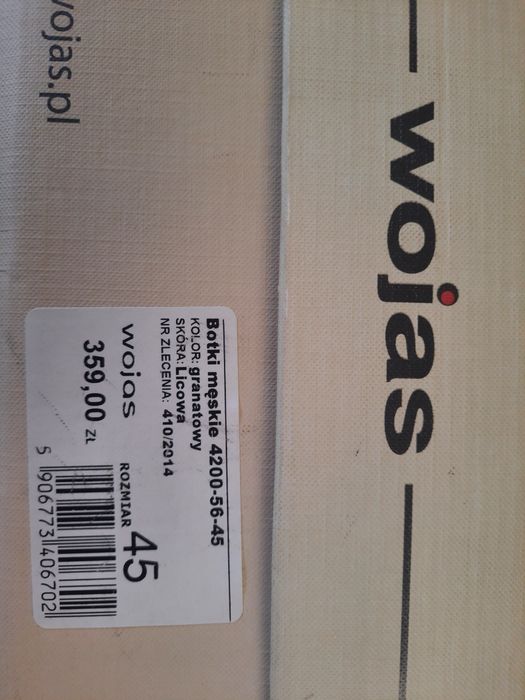 wojas
vojas.pl
Botki męskie 4200-56-45
KOLOR: granatowy
SKÓRA: Licowa
NR ZLECENIA: 410/2014
wojas
ROZMIAR 45
359,00 ZŁ
5 906773 406702